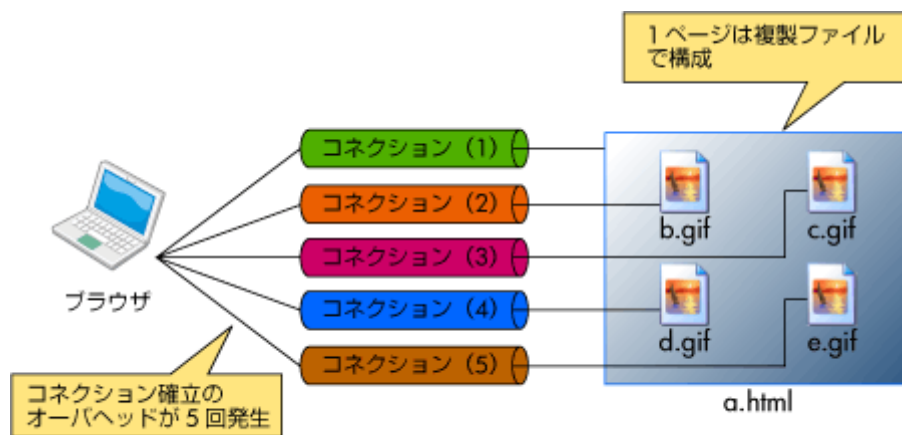 1ページは複製ファイル
で構成
コネクション（1）
コネクション（2）
コネクション（3）
コネクション（4）
コネクション（5）
b.gif
c.gif
d.gif
e.gif
ブラウザ
a.html
コネクション確立の
オーバヘッドが5回発生